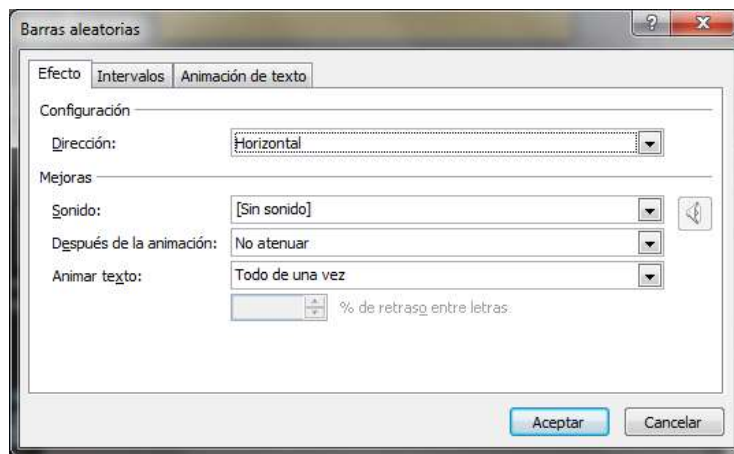 Barras aleatorias ? X
Efecto Intervalos Animación de texto
Configuración
Dirección: Horizontal
Mejoras
Sonido: [Sin sonido]
Después de la animación: No atenuar
Animar texto: Todo de una vez
% de retraso entre letras
Aceptar Cancelar